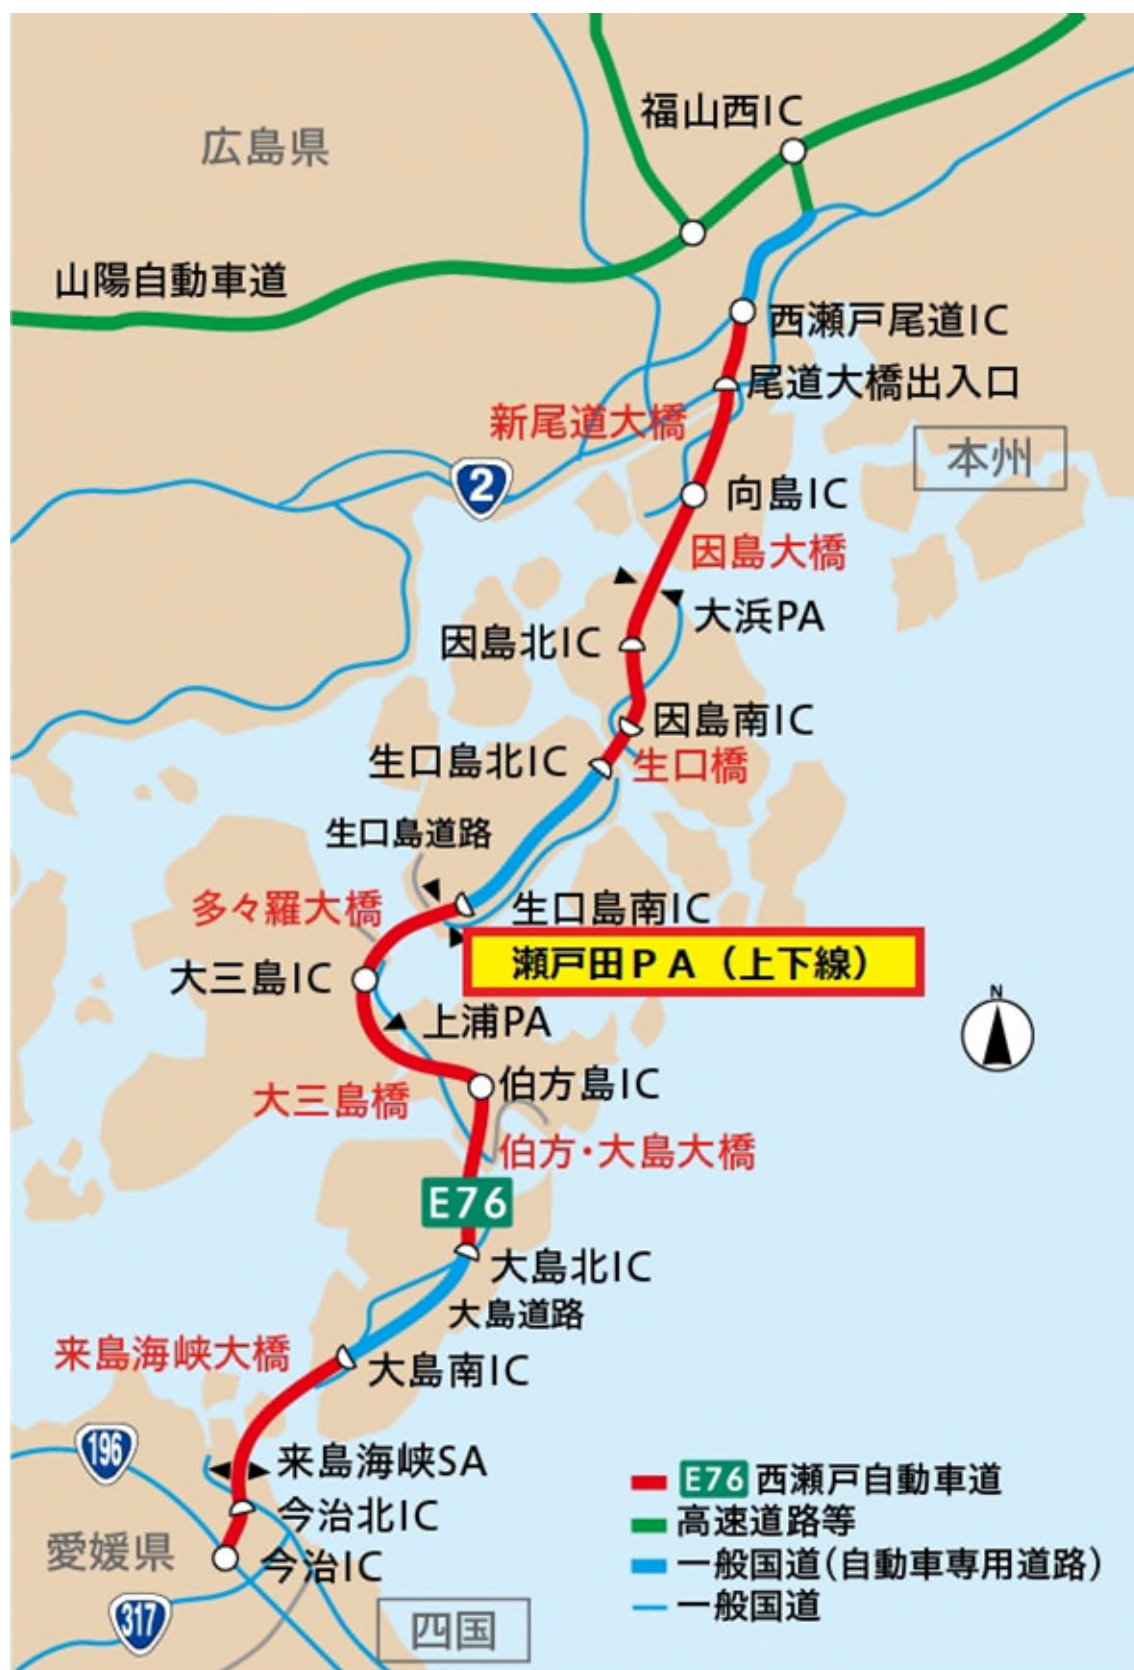 福山西IC
広島県
山陽自動車道
西瀬戸尾道IC
尾道大橋出入口
新尾道大橋
本州
2
向島IC
因島大橋
大浜PA
因島北IC
因島南IC
生口島北IC
生口橋
生口島道路
多々羅大橋
生口島南IC
瀬戸田PA（上下線）
大三島IC
N
上浦PA
伯方島IC
大三島橋
伯方・大島大橋
E76
大島北IC
大島道路
来島海峡大橋
大島南IC
196
来島海峡SA
今治北IC
愛媛県
今治IC
317
四国
E76 西瀬戸自動車道
高速道路等
一般国道(自動車専用道路)
一般国道